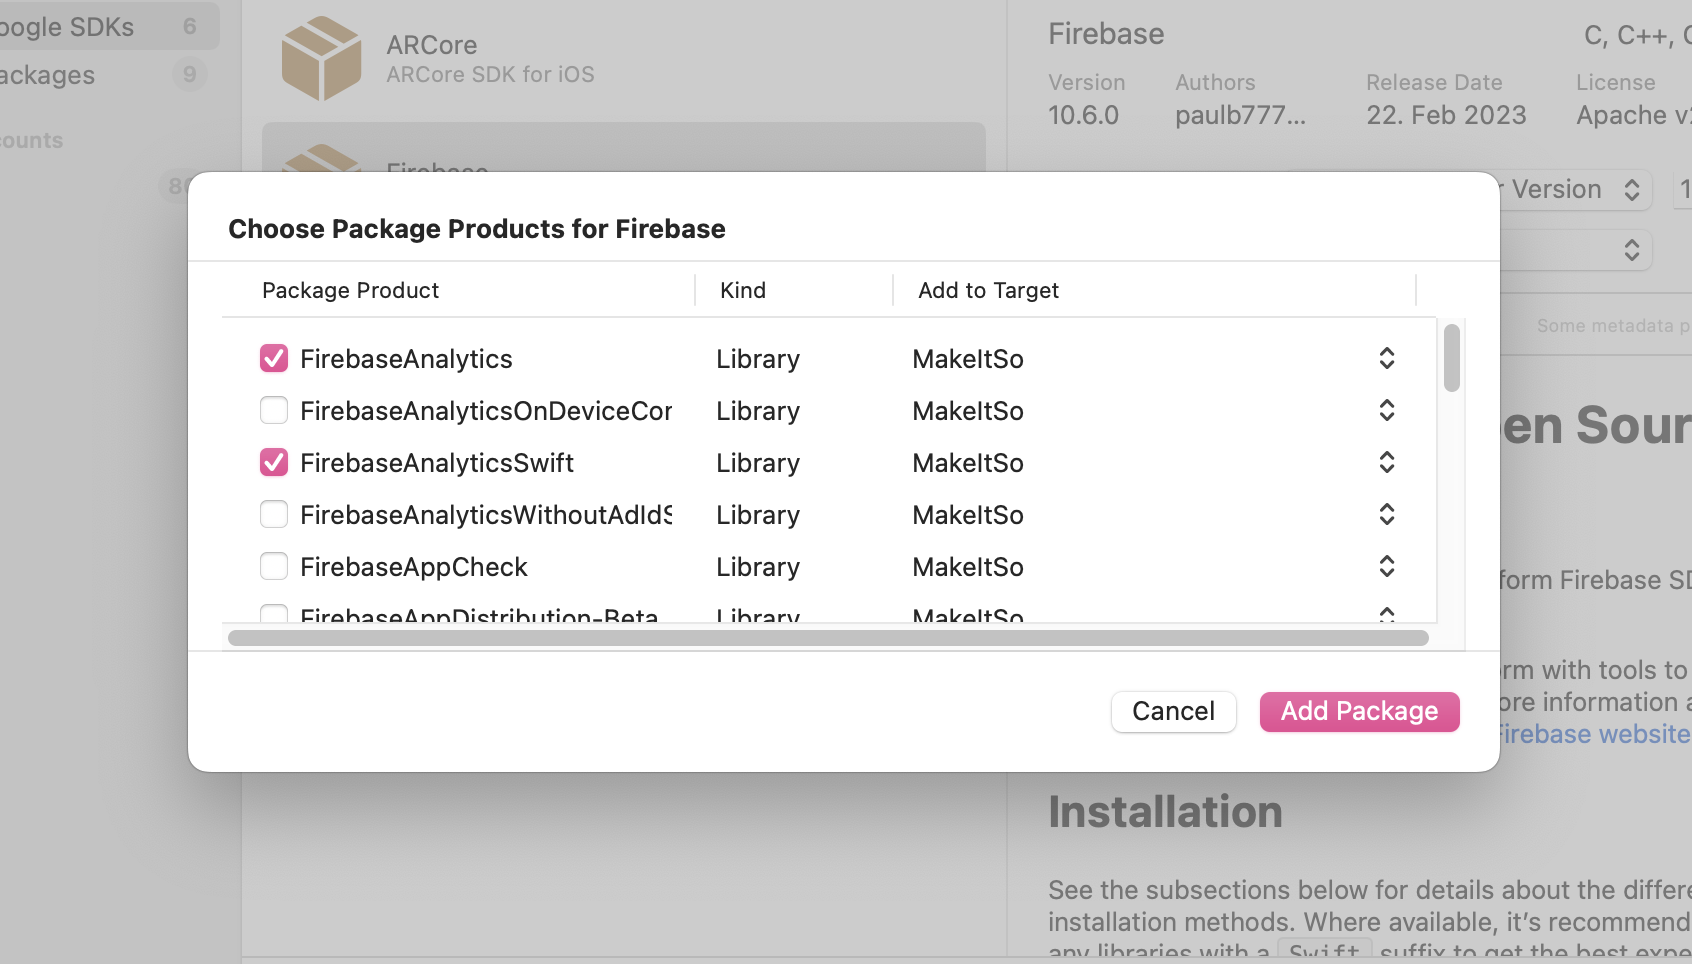 oogle SDKs 6
ackages 9
counts
ARCore
ARCore SDK for iOS
Firebase
Firebase
C, C++,
Version Authors Release Date License
10.6.0 paulb777... 22. Feb 2023 Apache
Version
Some metadata
Choose Package Products for Firebase
Package Product Kind Add to Target
FirebaseAnalytics Library MakeItSo
FirebaseAnalyticsOnDeviceCor Library MakeItSo
FirebaseAnalyticsSwift Library MakeItSo
FirebaseAnalyticsWithoutAdIdS Library MakeItSo
FirebaseAppCheck Library MakeItSo
FirebaseAppDistribution-Beta Library MakeItSo
Cancel Add Package
en Sour
form Firebase SD
rm with tools to
ore information a
Firebase website
Installation
See the subsections below for details about the differe
installation methods. Where available, it's recommend
any libraries with a Swift suffix to get the best expe